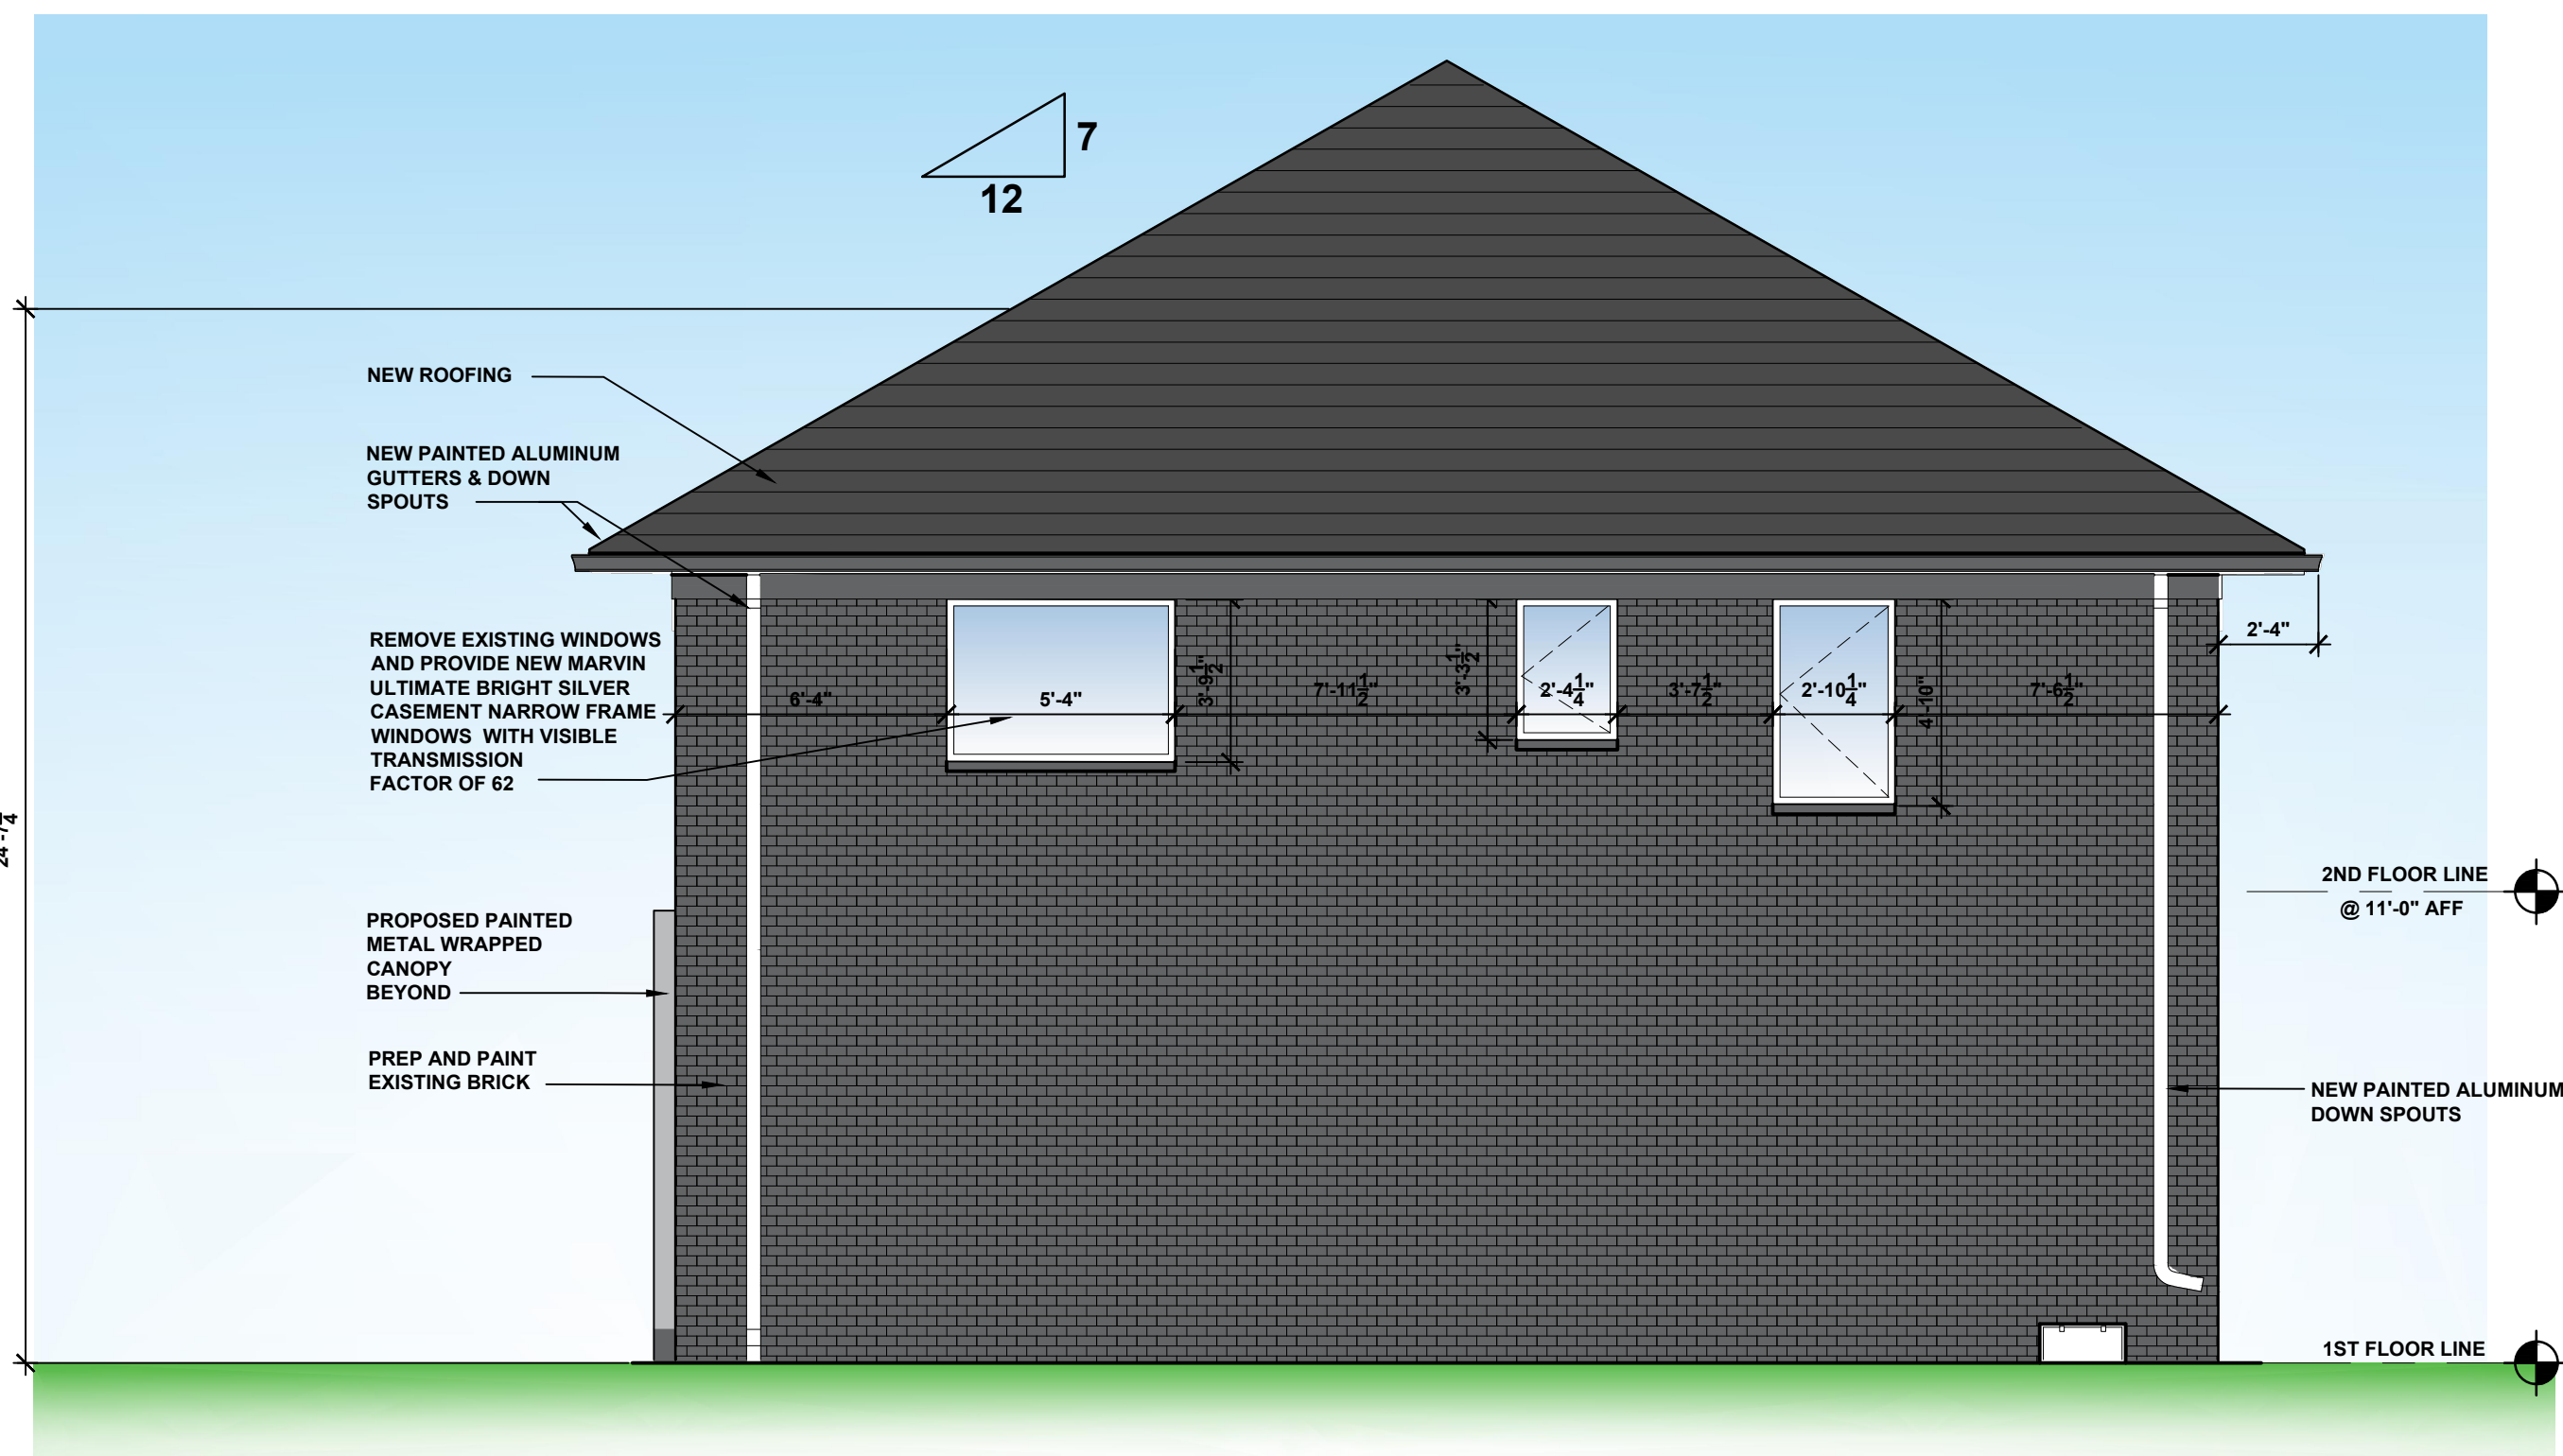 7
12
NEW ROOFING
NEW PAINTED ALUMINUM
GUTTERS & DOWN
SPOUTS
REMOVE EXISTING WINDOWS
AND PROVIDE NEW MARVIN
ULTIMATE BRIGHT SILVER
CASEMENT NARROW FRAME
WINDOWS WITH VISIBLE
TRANSMISSION
FACTOR OF 62
6'-4"
5'-4"
3'-9 1/2"
7'-11 1/2"
3'-3 1/2"
2'-4 1/4"
3'-7 1/2"
2'-10 1/4"
4'-10"
7'-6 1/2"
2'-4"
2ND FLOOR LINE
@ 11'-0" AFF
PROPOSED PAINTED
METAL WRAPPED
CANOPY
BEYOND
PREP AND PAINT
EXISTING BRICK
NEW PAINTED ALUMINUM
DOWN SPOUTS
1ST FLOOR LINE